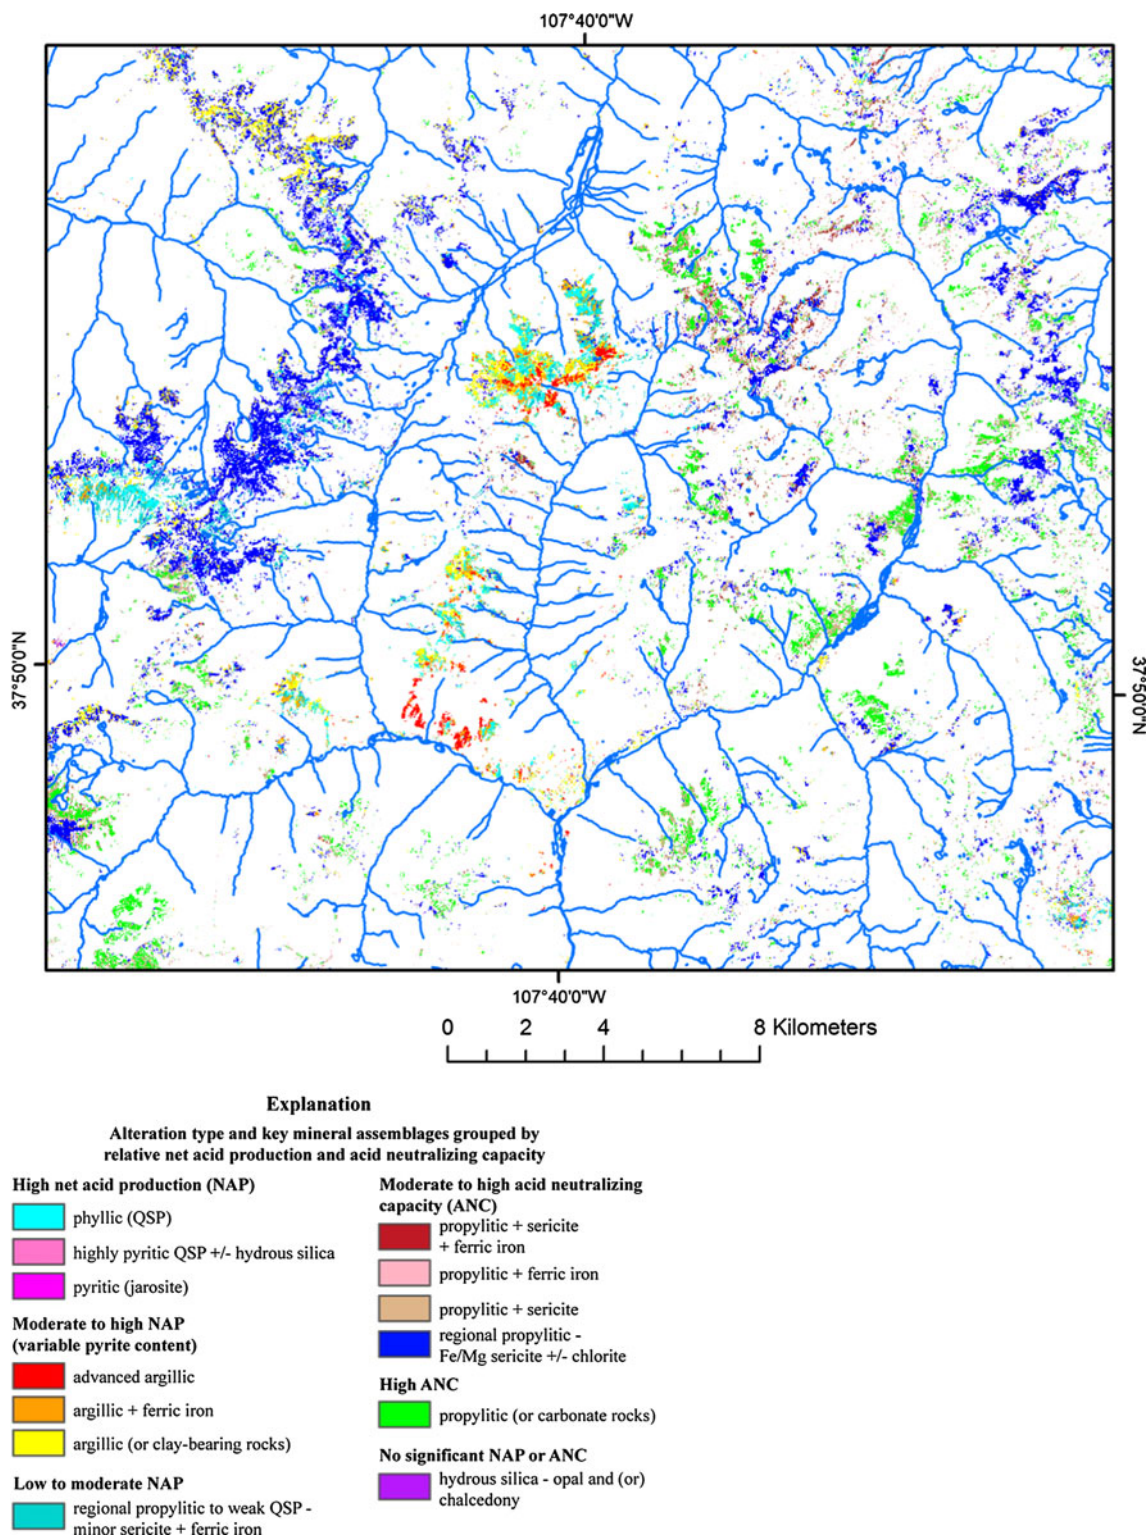 107°40'0"W
37°50'0"N
37°50'0"N
107°40'0"W
0 2 4 8 Kilometers
Explanation
Alteration type and key mineral assemblages grouped by
relative net acid production and acid neutralizing capacity
High net acid production (NAP)
phyllic (QSP)
highly pyritic QSP +/- hydrous silica
pyritic (jarosite)
Moderate to high NAP
(variable pyrite content)
advanced argillic
argillic + ferric iron
argillic (or clay-bearing rocks)
Low to moderate NAP
regional propylitic to weak QSP -
minor sericite + ferric iron
Moderate to high acid neutralizing
capacity (ANC)
propylitic + sericite
+ ferric iron
propylitic + ferric iron
propylitic + sericite
regional propylitic -
Fe/Mg sericite +/- chlorite
High ANC
propylitic (or carbonate rocks)
No significant NAP or ANC
hydrous silica - opal and (or)
chalcedony